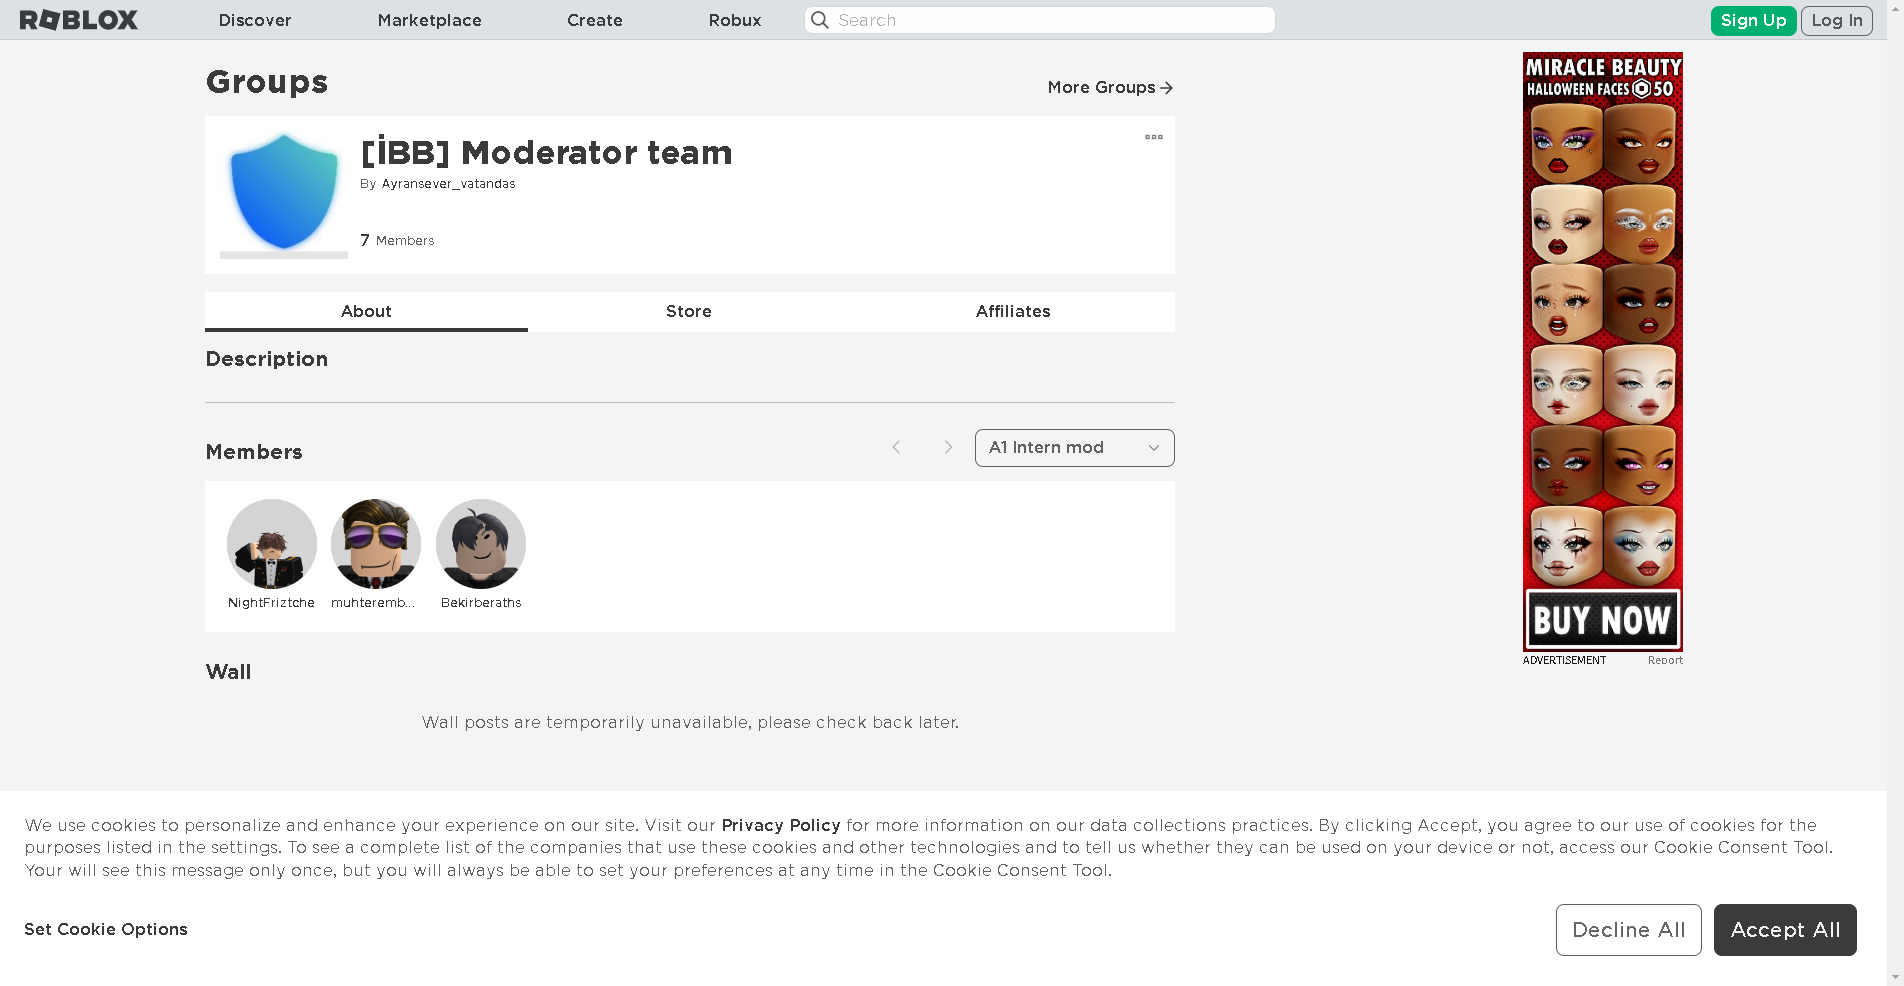 ROBLOX
Discover
Marketplace
Create
Robux
Search
Sign Up
Log In
Groups
More Groups
[İBB] Moderator team
By Ayransever_vatandas
7 Members
About
Store
Affiliates
Description
Members
A1 Intern mod
NightFriztche
muhteremb...
Bekirberaths
Wall
Wall posts are temporarily unavailable, please check back later.
MIRACLE BEAUTY
HALLOWEEN FACES 50
BUY NOW
ADVERTISEMENT
Report
We use cookies to personalize and enhance your experience on our site. Visit our Privacy Policy for more information on our data collections practices. By clicking Accept, you agree to our use of cookies for the
purposes listed in the settings. To see a complete list of the companies that use these cookies and other technologies and to tell us whether they can be used on your device or not, access our Cookie Consent Tool.
Your will see this message only once, but you will always be able to set your preferences at any time in the Cookie Consent Tool.
Set Cookie Options
Decline All
Accept All